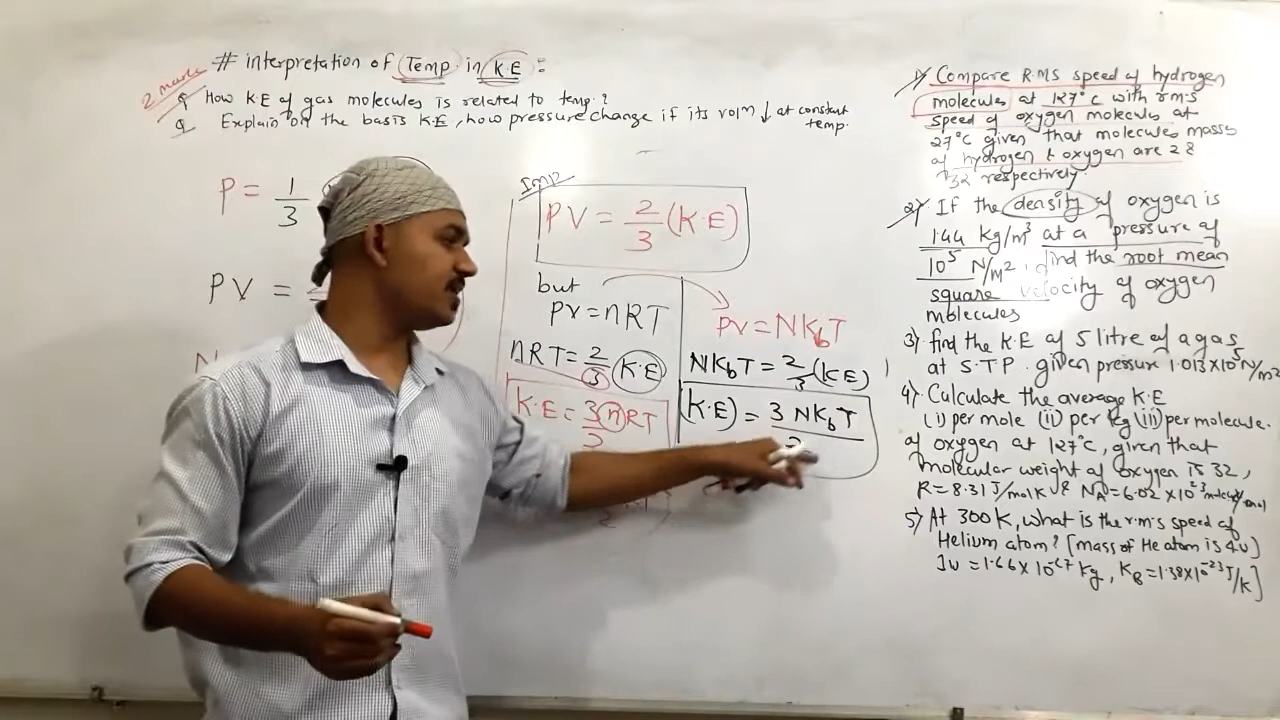 # interpretation of Temp in K.E :
2 marks
Q How K.E of gas molecules is related to temp.?
Q Explain on the basis K.E, how pressure change if its volm ↓ at constant
temp.
P = 1/3
PV =
N
Imp
PV = 2/3 (K.E)
but
PV = nRT
nRT = 2/3 (K.E)
K.E = 3 n RT / 2
2
PV = NKbT
NKbT = 2/3 (KE)
(K.E) = 3 NKbT / 2
1) Compare R.M.S speed of hydrogen
molecules at 127°C with r.m.s
speed of oxygen molecules at
27°C given that molecules masses
of hydrogen & oxygen are 2 &
32 respectively.
2) If the density of oxygen is
1.44 kg/m³ at a pressure of
10⁵ N/m², find the root mean
square velocity of oxygen
molecules
3) find the K.E of 5 litre of a gas
at S.T.P. given pressure 1.013×10⁵ N/m²
4) Calculate the average K.E
(i) per mole (ii) per kg (iii) per molecule.
of oxygen at 127°C, given that
molecular weight of oxygen is 32,
R = 8.31 J/mol K & NA = 6.02 × 10²³ /mol
5) At 300K, what is the r.m.s speed of
Helium atom? [mass of He atom is 4u]
1u = 1.66 × 10⁻²⁷ kg, KB = 1.38×10⁻²³ J/K]